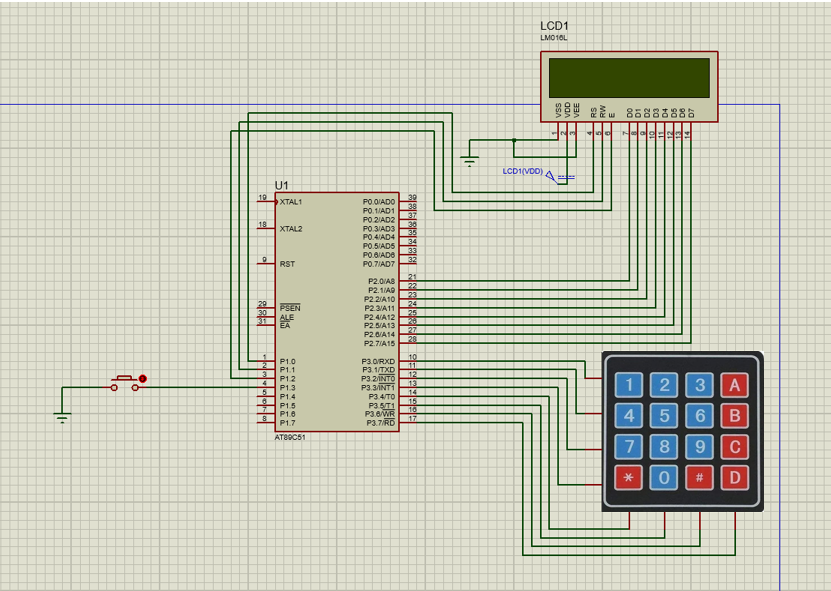 LCD1
LM016L
VSS VDD VEE RS RW E D0 D1 D2 D3 D4 D5 D6 D7
1 2 3 4 5 6 7 8 9 10 11 12 13 14
LCD1(VDD)
U1
19 XTAL1 P0.0/AD0 39
P0.1/AD1 38
P0.2/AD2 37
18 XTAL2 P0.3/AD3 36
P0.4/AD4 35
P0.5/AD5 34
P0.6/AD6 33
9 RST P0.7/AD7 32
P2.0/A8 21
P2.1/A9 22
P2.2/A10 23
29 PSEN P2.3/A11 24
30 ALE P2.4/A12 25
31 EA P2.5/A13 26
P2.6/A14 27
P2.7/A15 28
1 P1.0 P3.0/RXD 10
2 P1.1 P3.1/TXD 11
3 P1.2 P3.2/INT0 12
4 P1.3 P3.3/INT1 13
5 P1.4 P3.4/T0 14
6 P1.5 P3.5/T1 15
7 P1.6 P3.6/WR 16
8 P1.7 P3.7/RD 17
AT89C51
1 2 3 A
4 5 6 B
7 8 9 C
* 0 # D